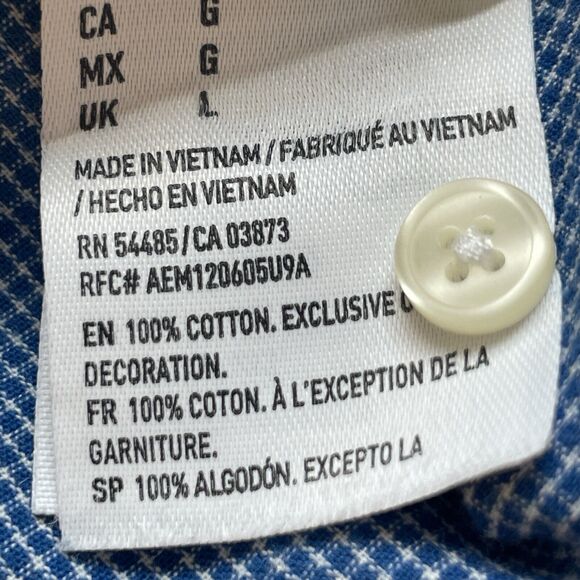 CA G
MX G
UK L
MADE IN VIETNAM / FABRIQUÉ AU VIETNAM
/ HECHO EN VIETNAM
RN 54485 / CA 03873
RFC# AEM120605U9A
EN 100% COTTON. EXCLUSIVE
DECORATION.
FR 100% COTON. À L'EXCEPTION DE LA
GARNITURE.
SP 100% ALGODÓN. EXCEPTO LA